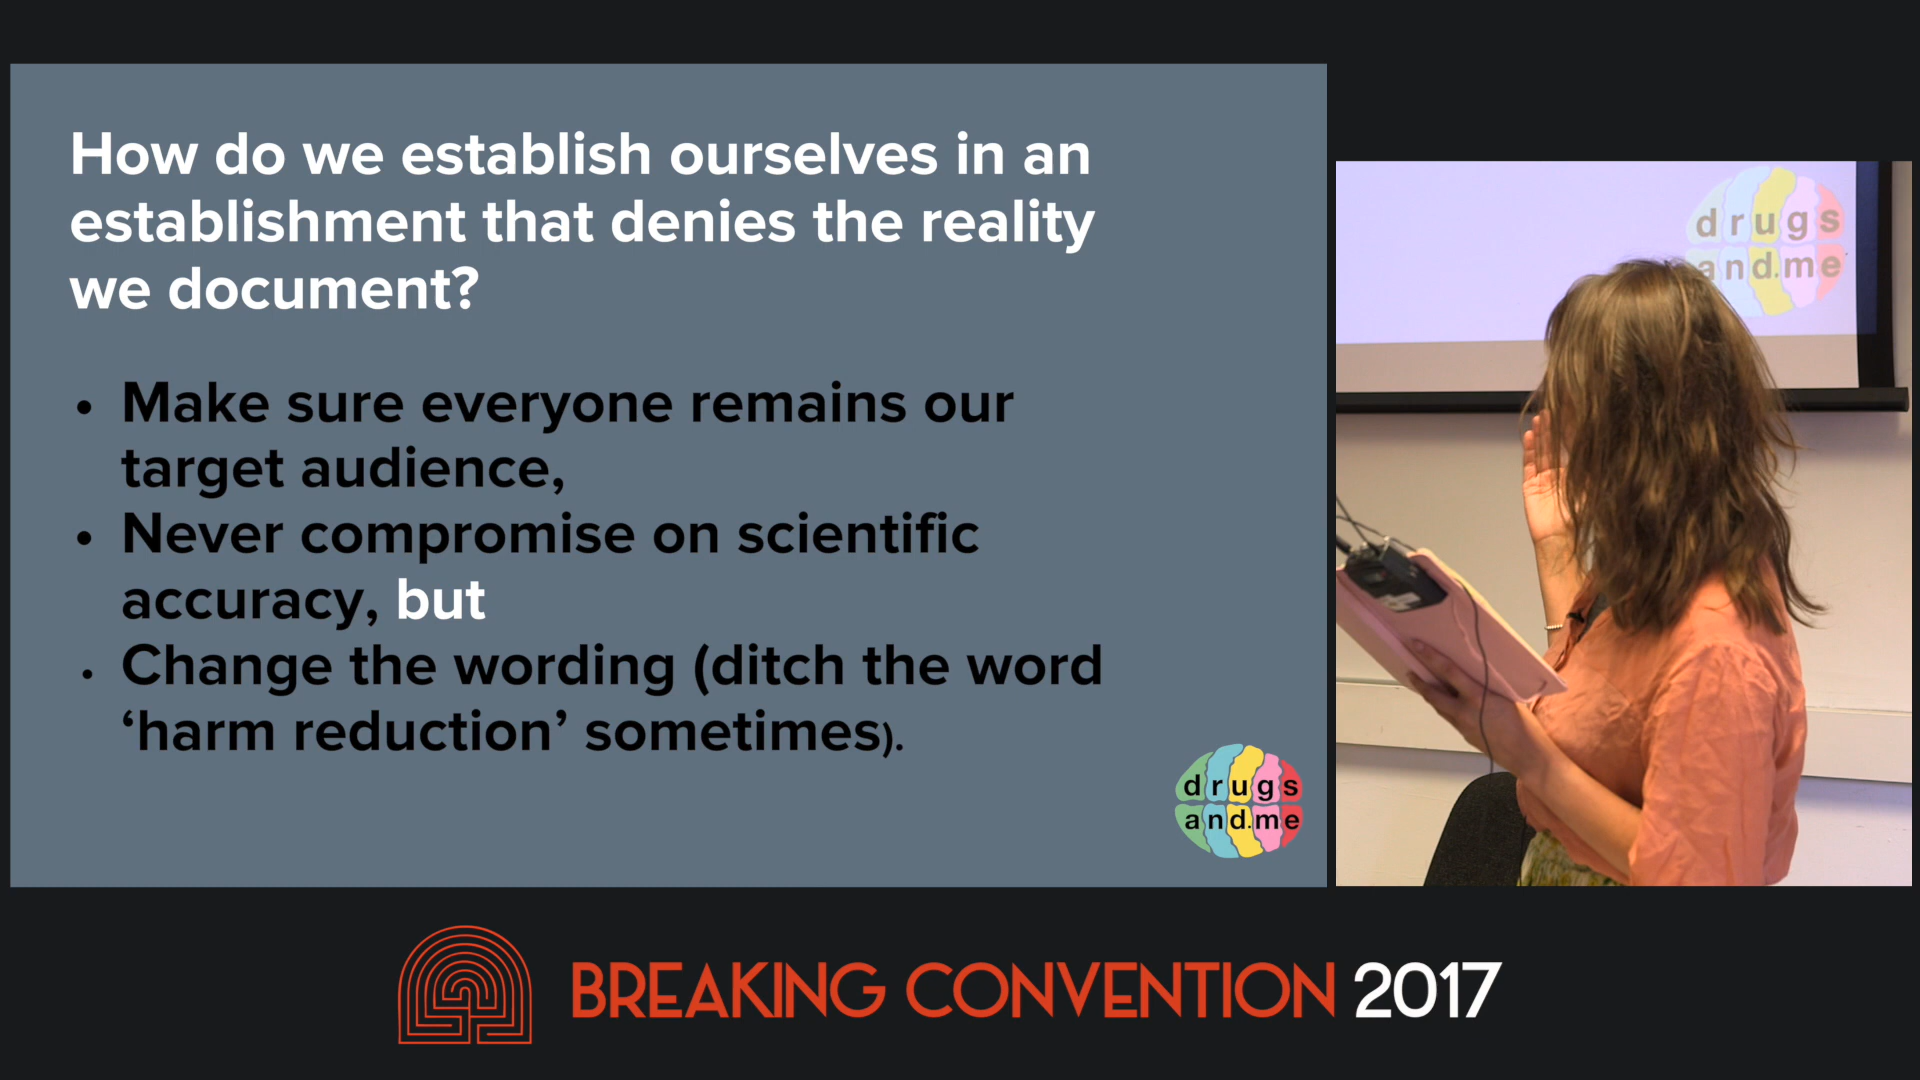 How do we establish ourselves in an
establishment that denies the reality
we document?
• Make sure everyone remains our
target audience,
• Never compromise on scientific
accuracy, but
• Change the wording (ditch the word
‘harm reduction’ sometimes).
drugs
and.me
drugs
and.me
BREAKING CONVENTION 2017